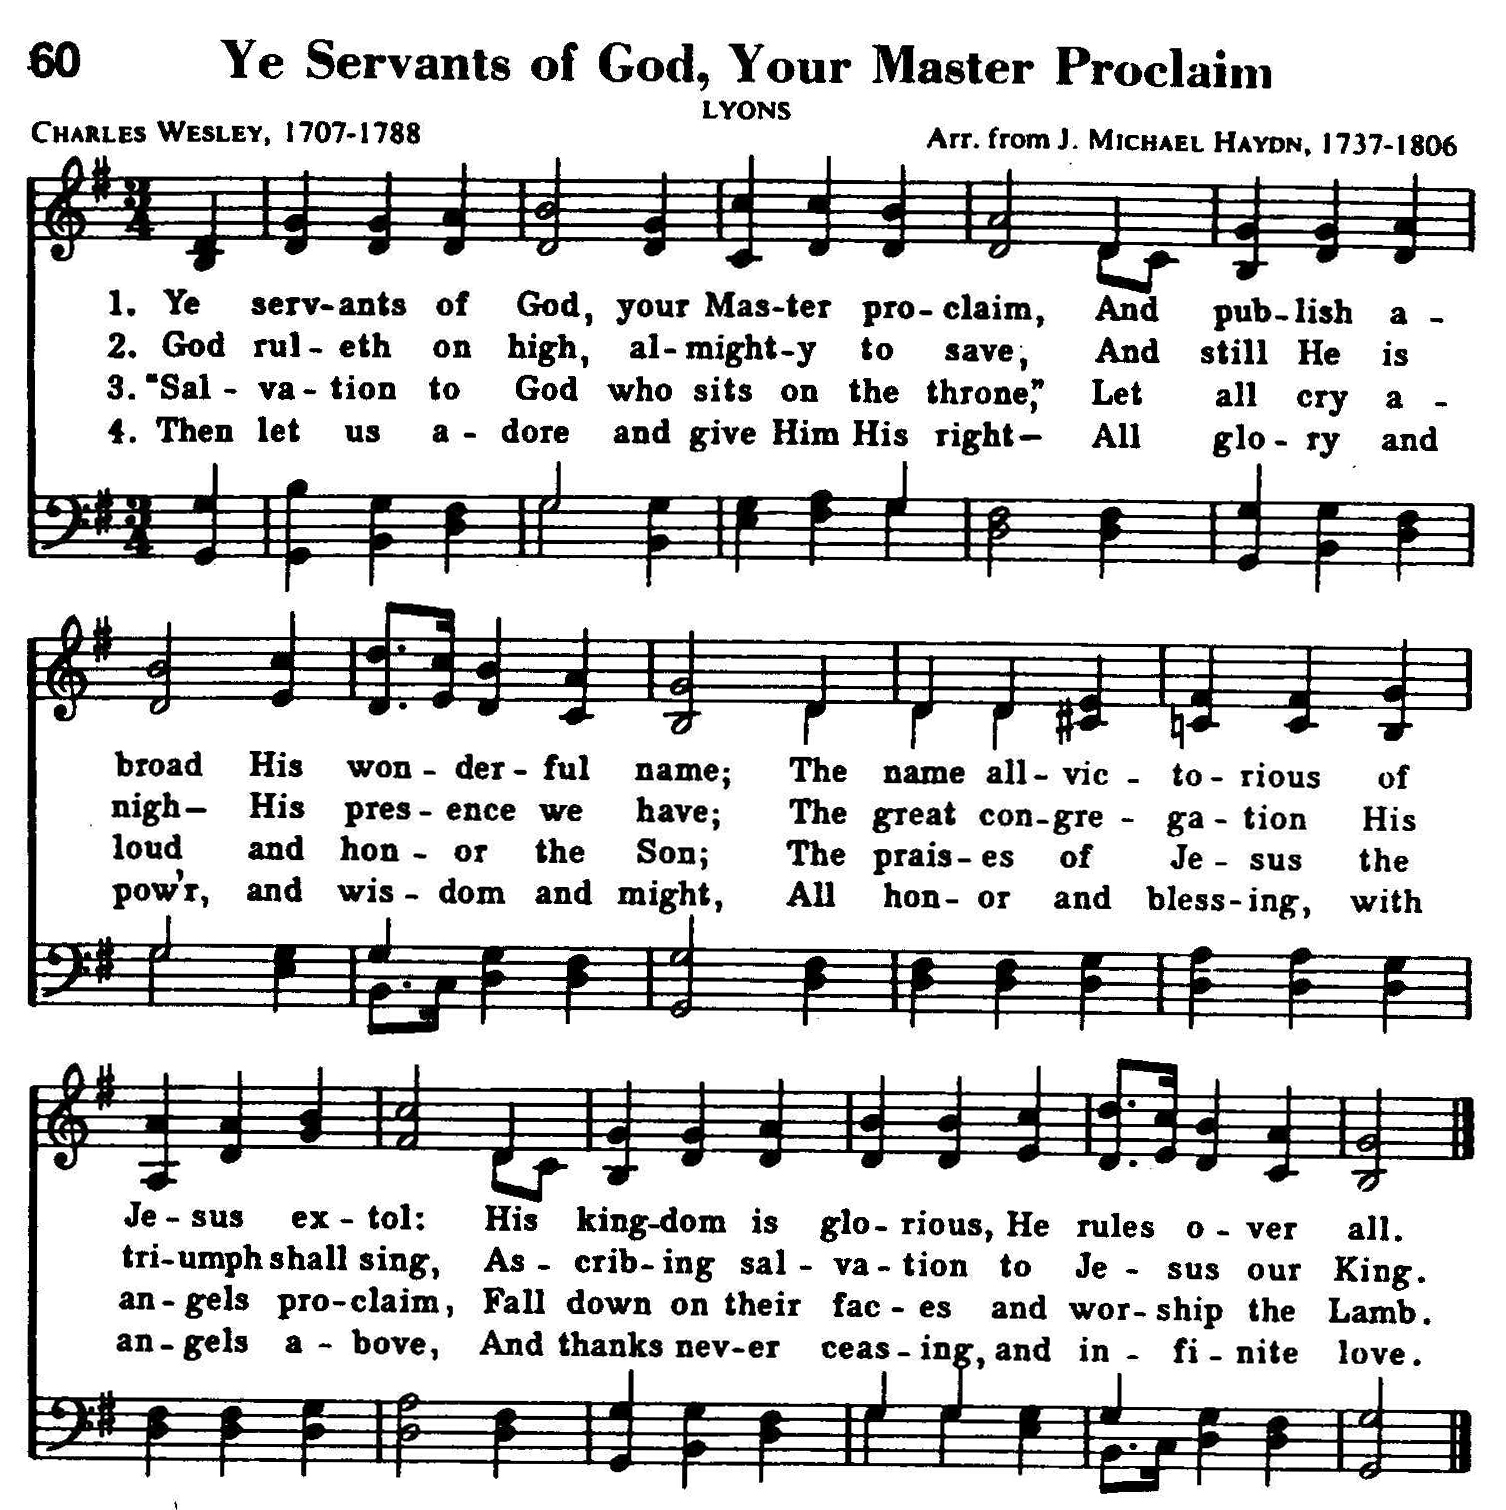 60 Ye Servants of God, Your Master Proclaim
LYONS
CHARLES WESLEY, 1707-1788 Arr. from J. MICHAEL HAYDN, 1737-1806
1. Ye serv-ants of God, your Mas-ter pro-claim, And pub-lish a-
2. God rul-eth on high, al-might-y to save, And still He is
3. "Sal-va-tion to God who sits on the throne," Let all cry a-
4. Then let us a-dore and give Him His right— All glo-ry and
broad His won-der-ful name; The name all-vic-to-rious of
nigh— His pres-ence we have; The great con-gre-ga-tion His
loud and hon-or the Son; The prais-es of Je-sus the
pow'r, and wis-dom and might, All hon-or and bless-ing, with
Je-sus ex-tol: His king-dom is glo-rious, He rules o-ver all.
tri-umph shall sing, As-crib-ing sal-va-tion to Je-sus our King.
an-gels pro-claim, Fall down on their fac-es and wor-ship the Lamb.
an-gels a-bove, And thanks nev-er ceas-ing, and in-fi-nite love.